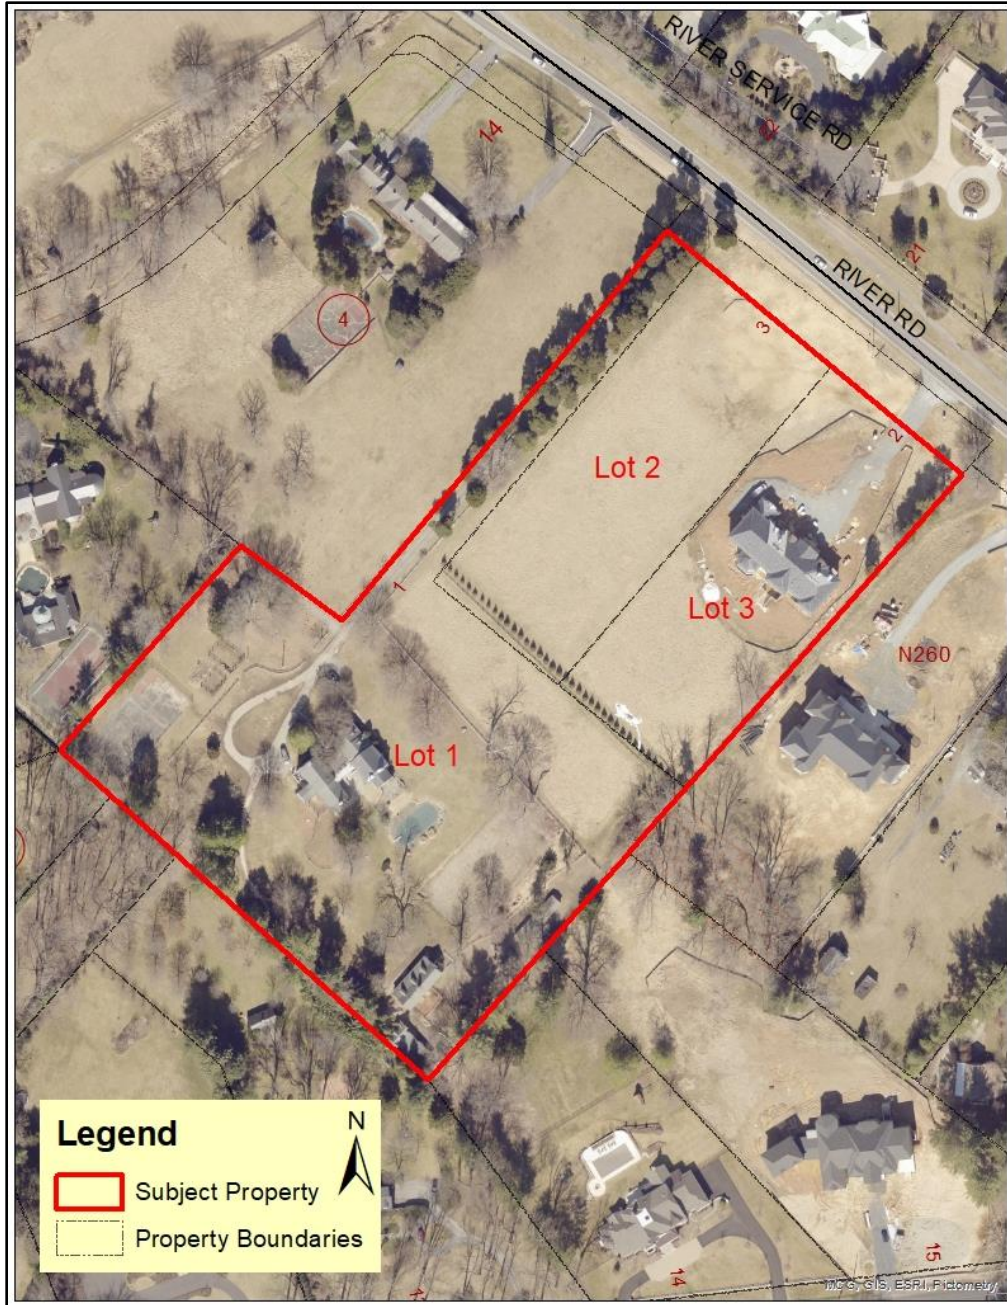 RIVER SERVICE RD
14
12
21
4
RIVER RD
3
2
Lot 2
1
Lot 3
N260
Lot 1
Legend
N
Subject Property
Property Boundaries
14
15
MCG, GIS, ESRI, Pictometry